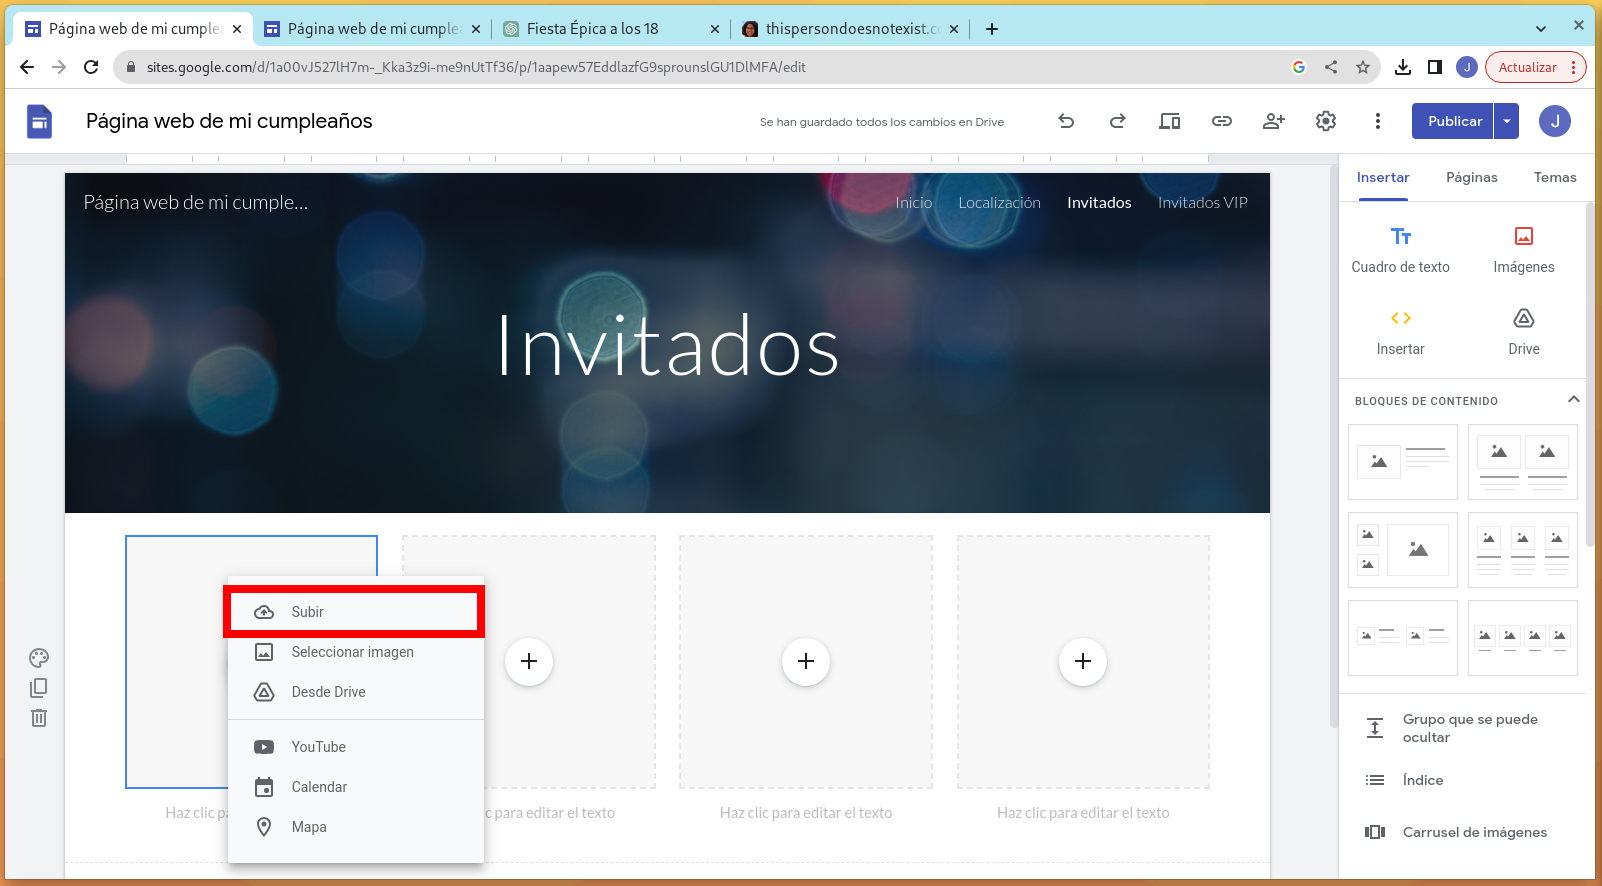 Página web de mi cumplea
Página web de mi cumplea
Fiesta Épica a los 18
thispersondoesnotexist.c
sites.google.com/d/1a00vJ527lH7m-_Kka3z9i-me9nUtTf36/p/1aapew57EddlazfG9sprounslGU1DlMFA/edit
J
Actualizar
Página web de mi cumpleaños
Se han guardado todos los cambios en Drive
Publicar
J
Insertar
Páginas
Temas
Página web de mi cumple...
Inicio
Localización
Invitados
Invitados VIP
Invitados
Tt
Cuadro de texto
Imágenes
Insertar
Drive
BLOQUES DE CONTENIDO
Subir
Seleccionar imagen
Desde Drive
YouTube
Calendar
Mapa
Haz clic pa
c para editar el texto
Haz clic para editar el texto
Haz clic para editar el texto
Grupo que se puede
ocultar
Índice
Carrusel de imágenes